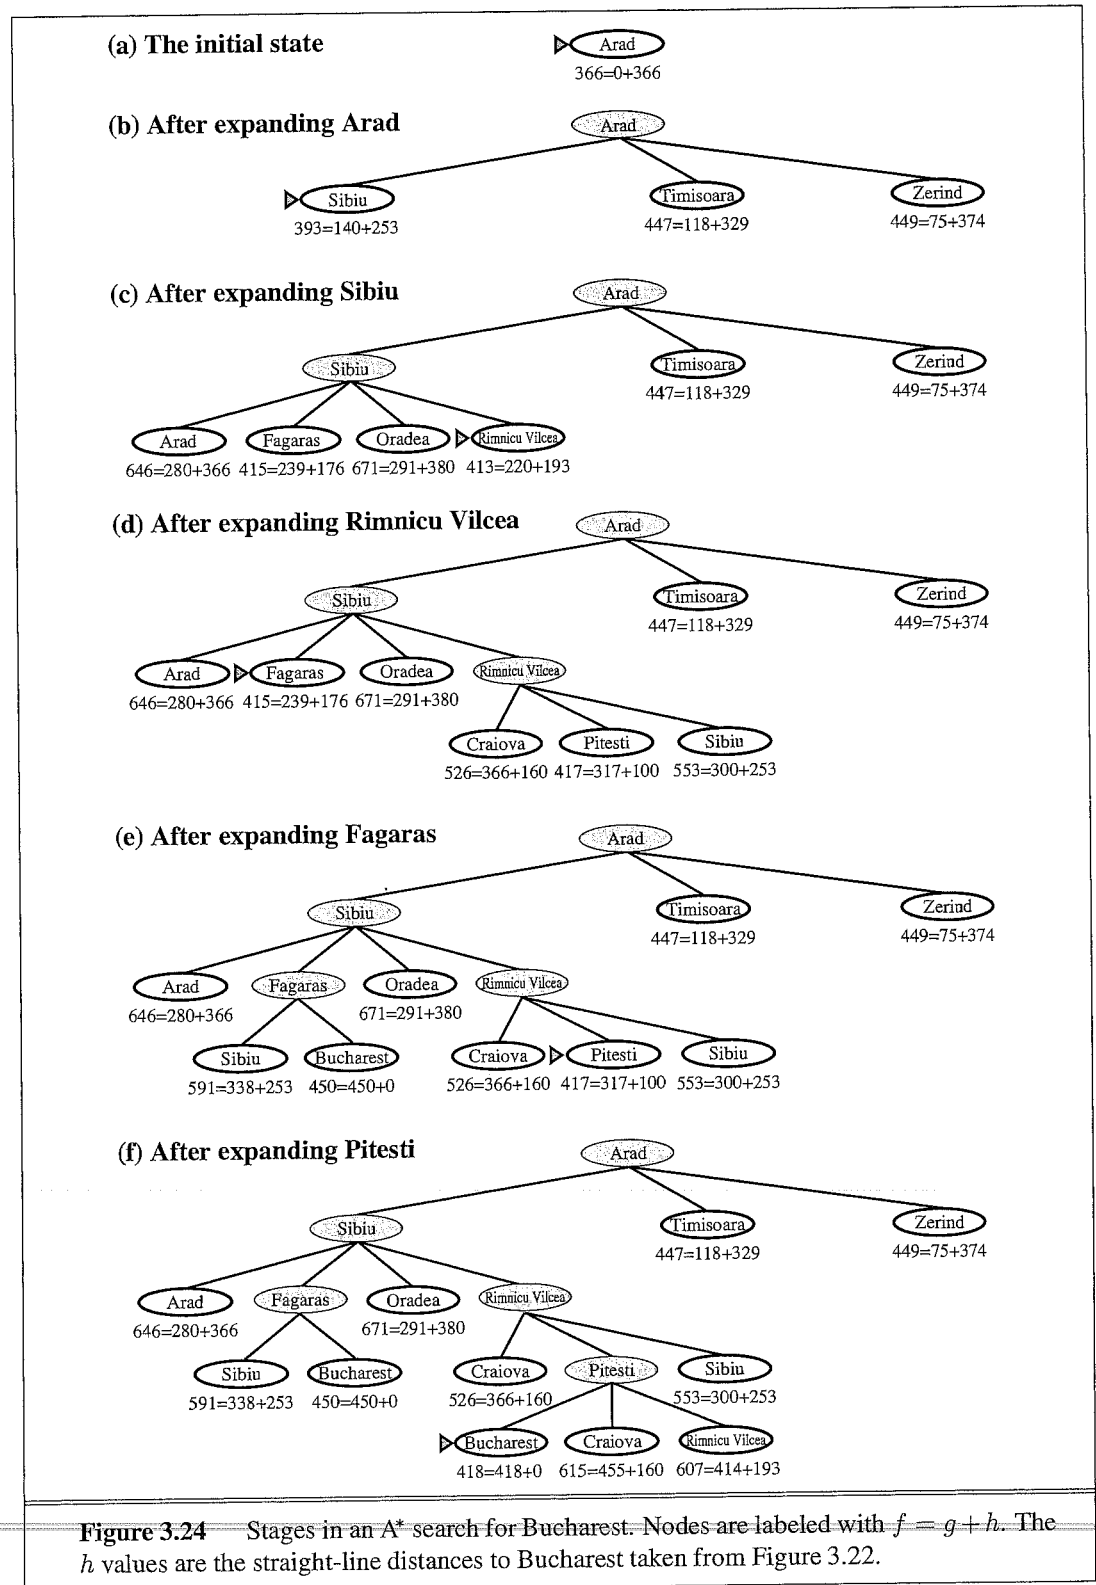 (a) The initial state
Arad
366=0+366
(b) After expanding Arad
Arad
Sibiu Timisoara Zerind
393=140+253 447=118+329 449=75+374
(c) After expanding Sibiu
Arad
Sibiu Timisoara Zerind
447=118+329 449=75+374
Arad Fagaras Oradea Rimnicu Vilcea
646=280+366 415=239+176 671=291+380 413=220+193
(d) After expanding Rimnicu Vilcea
Arad
Sibiu Timisoara Zerind
447=118+329 449=75+374
Arad Fagaras Oradea Rimnicu Vilcea
646=280+366 415=239+176 671=291+380
Craiova Pitesti Sibiu
526=366+160 417=317+100 553=300+253
(e) After expanding Fagaras
Arad
Sibiu Timisoara Zerind
447=118+329 449=75+374
Arad Fagaras Oradea Rimnicu Vilcea
646=280+366 671=291+380
Sibiu Bucharest Craiova Pitesti Sibiu
591=338+253 450=450+0 526=366+160 417=317+100 553=300+253
(f) After expanding Pitesti
Arad
Sibiu Timisoara Zerind
447=118+329 449=75+374
Arad Fagaras Oradea Rimnicu Vilcea
646=280+366 671=291+380
Sibiu Bucharest Craiova Pitesti Sibiu
591=338+253 450=450+0 526=366+160 553=300+253
Bucharest Craiova Rimnicu Vilcea
418=418+0 615=455+160 607=414+193
Figure 3.24 Stages in an A* search for Bucharest. Nodes are labeled with f = g + h. The
h values are the straight-line distances to Bucharest taken from Figure 3.22.